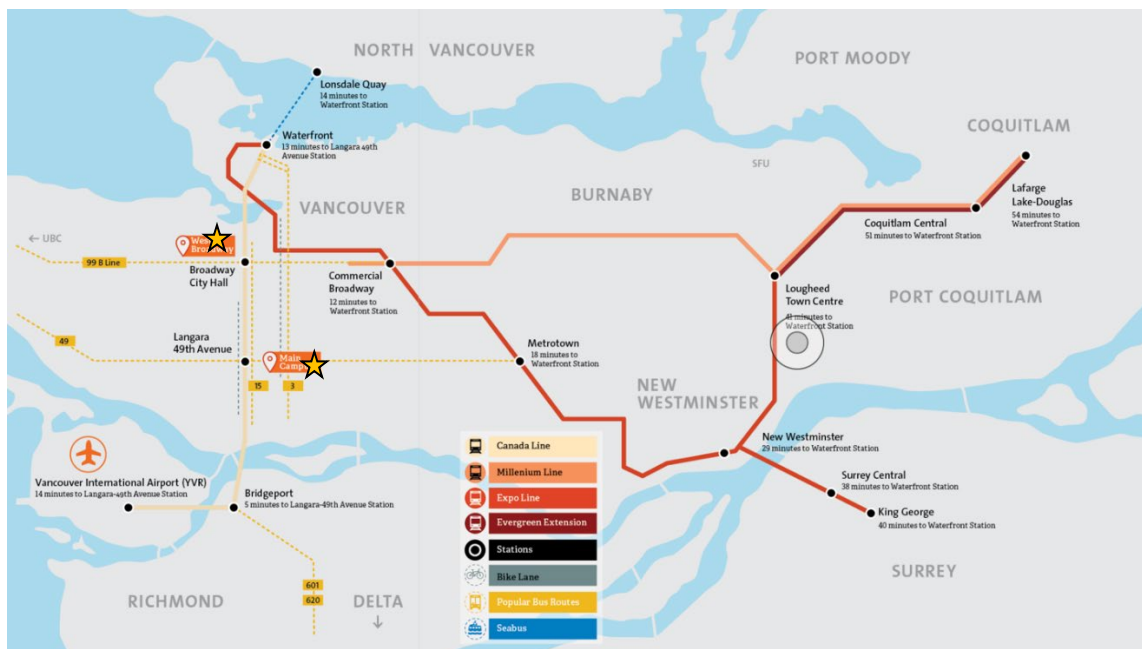 NORTH VANCOUVER
PORT MOODY
Lonsdale Quay
14 minutes to
Waterfront Station
COQUITLAM
Waterfront
13 minutes to Langara 49th
Avenue Station
SFU
BURNABY
VANCOUVER
Lafarge
Lake-Douglas
54 minutes to
Waterfront Station
Coquitlam Central
51 minutes to Waterfront Station
← UBC
99 B Line
Broadway
Broadway
City Hall
Commercial
Broadway
12 minutes to
Waterfront Station
Lougheed
Town Centre
41 minutes to
Waterfront Station
PORT COQUITLAM
49
Langara
49th Avenue
Main
15
3
Metrotown
18 minutes to
Waterfront Station
NEW
WESTMINSTER
New Westminster
29 minutes to Waterfront Station
Surrey Central
38 minutes to Waterfront Station
King George
40 minutes to Waterfront Station
Vancouver International Airport (YVR)
14 minutes to Langara-49th Avenue Station
Bridgeport
5 minutes to Langara-49th Avenue Station
601
620
RICHMOND
DELTA
↓
SURREY
Canada Line
Millenium Line
Expo Line
Evergreen Extension
Stations
Bike Lane
Popular Bus Routes
Seabus